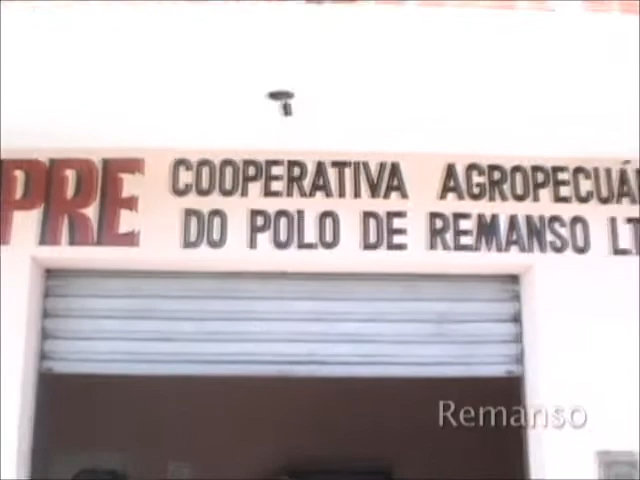 PRE
COOPERATIVA AGROPECUÁ
DO POLO DE REMANSO LT
Remanso